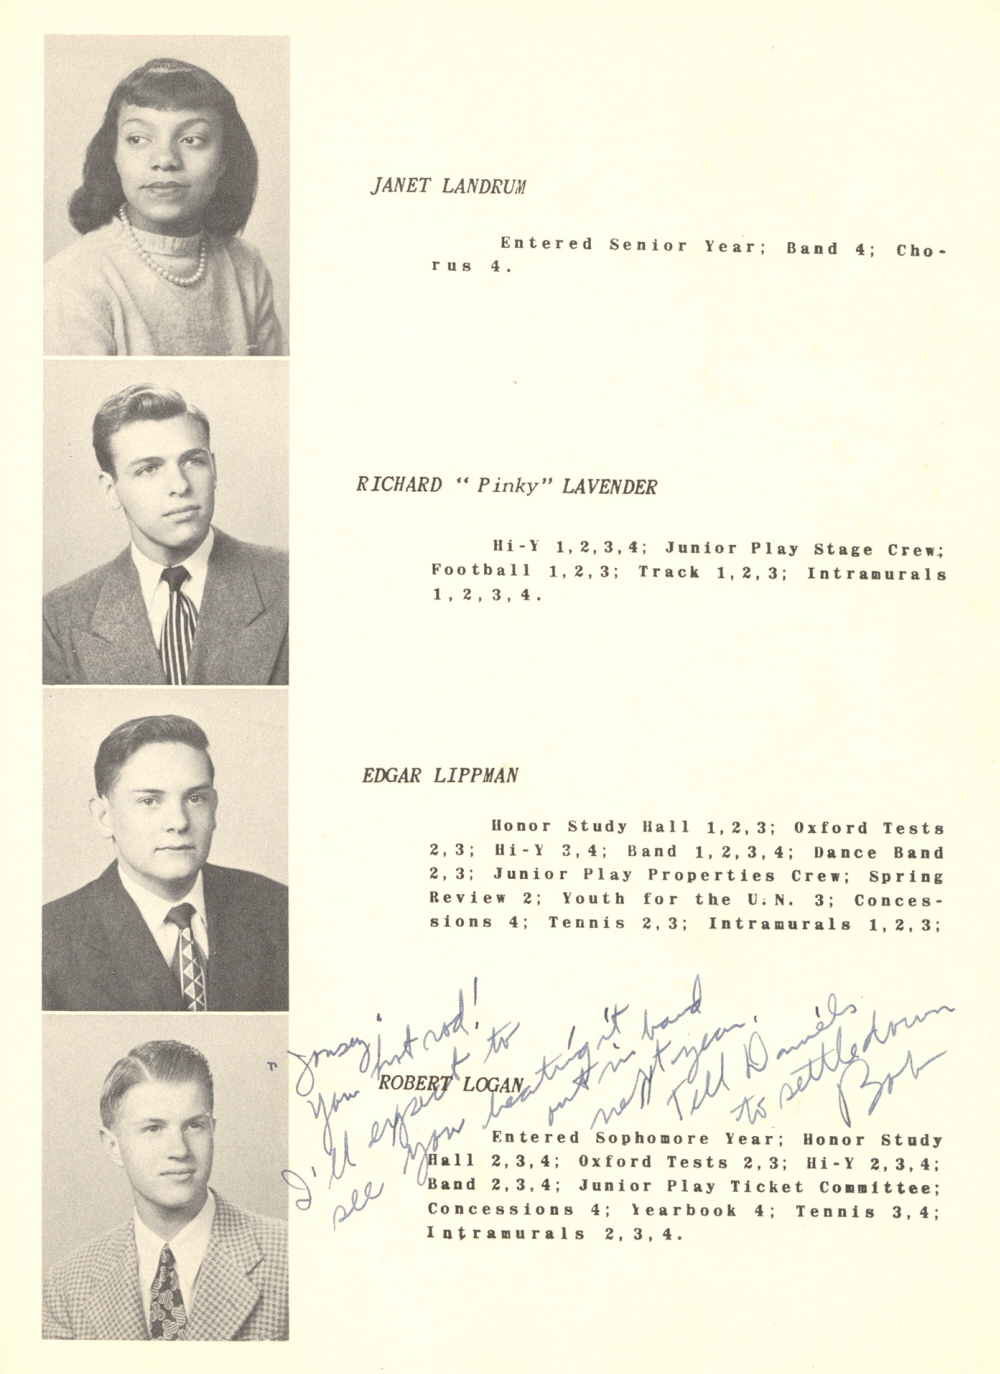 JANET LANDRUM
Entered Senior Year; Band 4; Cho-
rus 4.
RICHARD "Pinky" LAVENDER
Hi-Y 1,2,3,4; Junior Play Stage Crew;
Football 1,2,3; Track 1,2,3; Intramurals
1,2,3,4.
EDGAR LIPPMAN
Honor Study Hall 1,2,3; Oxford Tests
2,3; Hi-Y 3,4; Band 1,2,3,4; Dance Band
2,3; Junior Play Properties Crew; Spring
Review 2; Youth for the U.N. 3; Conces-
sions 4; Tennis 2,3; Intramurals 1,2,3;
"Jonsey"
you hot rod!
I'll expect to
see you beating it
out in band
next year.
Tell Daniels
to settle down
Bob
ROBERT LOGAN
Entered Sophomore Year; Honor Study
Hall 2,3,4; Oxford Tests 2,3; Hi-Y 2,3,4;
Band 2,3,4; Junior Play Ticket Committee;
Concessions 4; Yearbook 4; Tennis 3,4;
Intramurals 2,3,4.